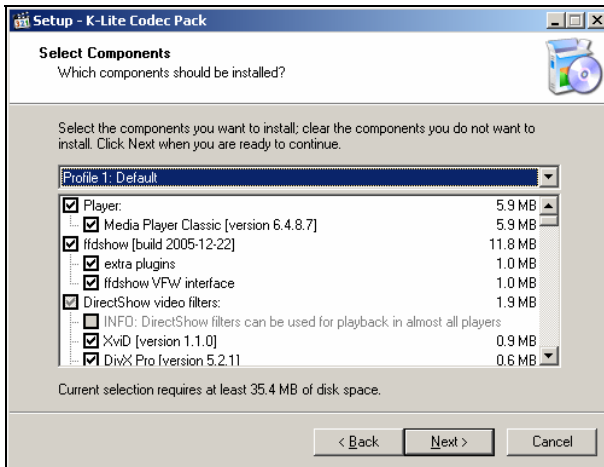 Setup - K-Lite Codec Pack
Select Components
Which components should be installed?
Select the components you want to install; clear the components you do not want to
install. Click Next when you are ready to continue.
Profile 1: Default
Player: 5.9 MB
Media Player Classic [version 6.4.8.7] 5.9 MB
ffdshow [build 2005-12-22] 11.8 MB
extra plugins 1.0 MB
ffdshow VFW interface 1.0 MB
DirectShow video filters: 1.9 MB
INFO: DirectShow filters can be used for playback in almost all players
XviD [version 1.1.0] 0.9 MB
DivX Pro [version 5.2.1] 0.6 MB
Current selection requires at least 35.4 MB of disk space.
< Back Next > Cancel